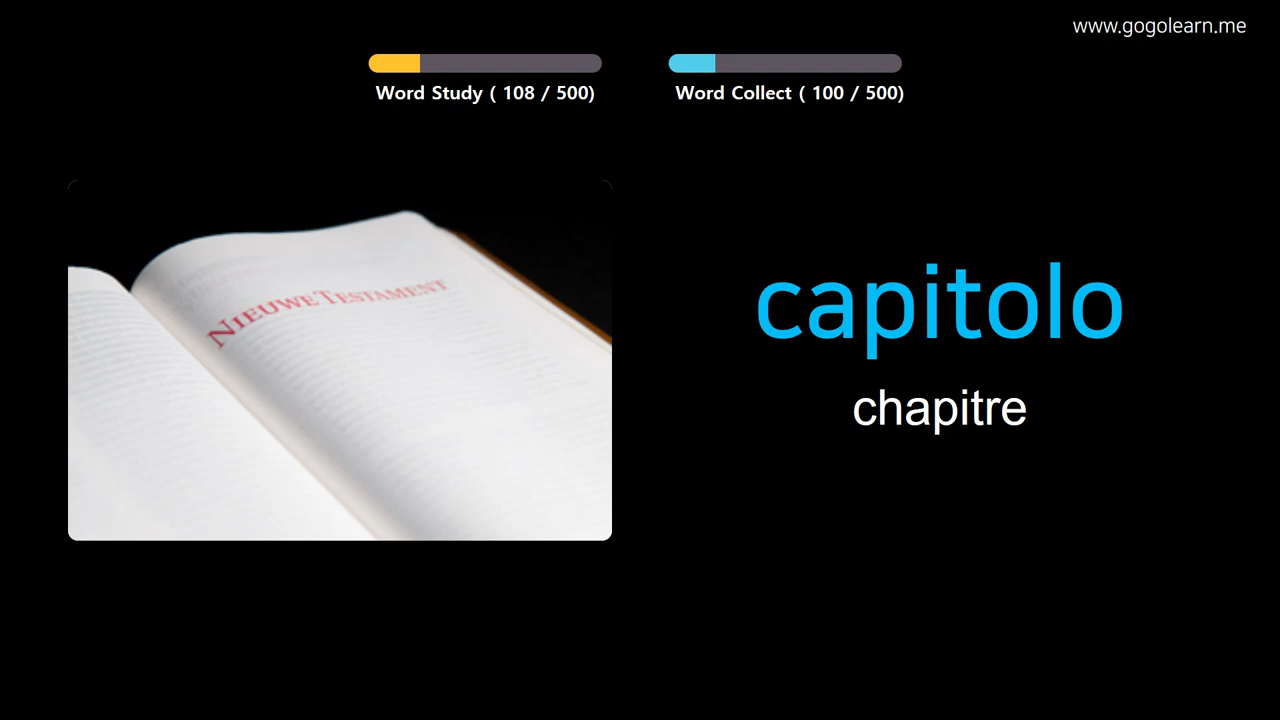 www.gogolearn.me
Word Study ( 108 / 500)
Word Collect ( 100 / 500)
NIEUWE TESTAMENT
capitolo
chapitre